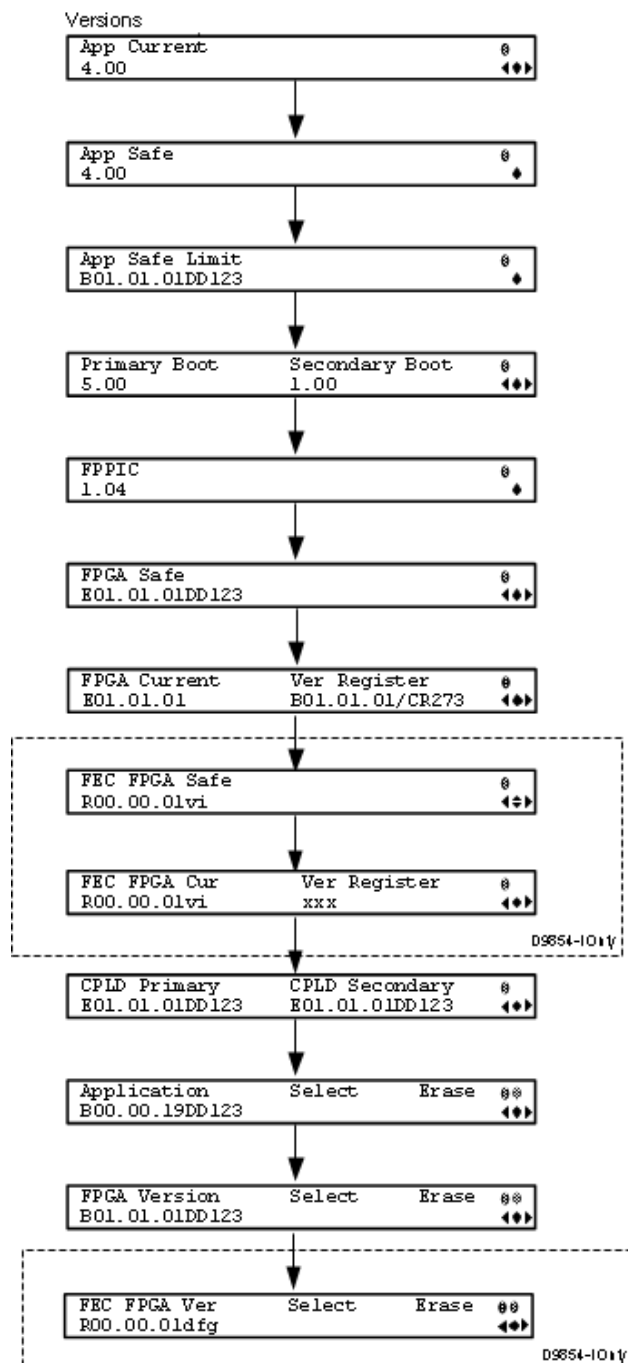 Versions
App Current
4.00
App Safe
4.00
App Safe Limit
B01.01.01DD123
Primary Boot Secondary Boot
5.00 1.00
FPPIC
1.04
FPGA Safe
E01.01.01DD123
FPGA Current Ver Register
E01.01.01 B01.01.01/CR273
FEC FPGA Safe
R00.00.01vi
FEC FPGA Cur Ver Register
R00.00.01vi xxx
D9854-I Only
CPLD Primary CPLD Secondary
E01.01.01DD123 E01.01.01DD123
Application Select Erase
B00.00.19DD123
FPGA Version Select Erase
B01.01.01DD123
FEC FPGA Ver Select Erase
R00.00.01dfg
D9854-I Only